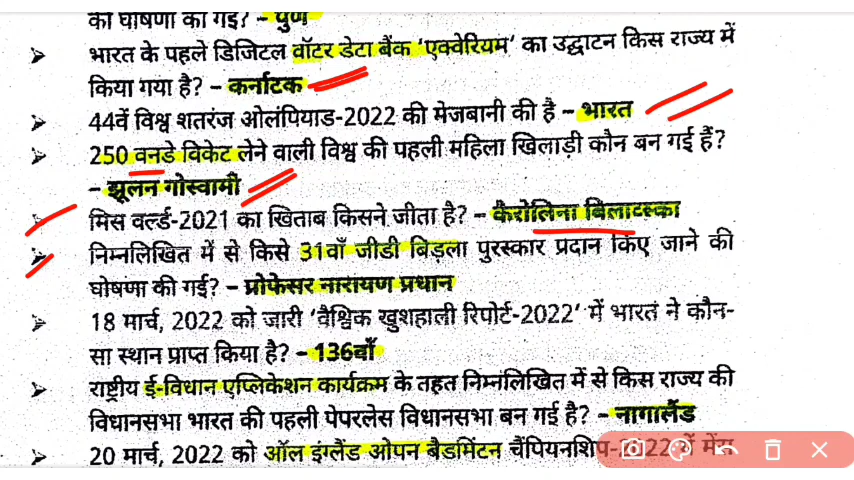 की घोषणा की गई? – पुणे
➤ भारत के पहले डिजिटल वॉटर डेटा बैंक ‘एक्वेरियम’ का उद्घाटन किस राज्य में
किया गया है? – कर्नाटक
➤ 44वें विश्व शतरंज ओलंपियाड-2022 की मेजबानी की है – भारत
➤ 250 वनडे विकेट लेने वाली विश्व की पहली महिला खिलाड़ी कौन बन गई हैं?
– झूलन गोस्वामी
➤ मिस वर्ल्ड-2021 का खिताब किसने जीता है? – कैरोलिना बिलाटस्का
➤ निम्नलिखित में से किसे 31वाँ जीडी बिड़ला पुरस्कार प्रदान किए जाने की
घोषणा की गई? – प्रोफेसर नारायण प्रधान
➤ 18 मार्च, 2022 को जारी ‘वैश्विक खुशहाली रिपोर्ट-2022’ में भारत ने कौन-
सा स्थान प्राप्त किया है? – 136वाँ
➤ राष्ट्रीय ई-विधान एप्लिकेशन कार्यक्रम के तहत निम्नलिखित में से किस राज्य की
विधानसभा भारत की पहली पेपरलेस विधानसभा बन गई है? – नागालैंड
➤ 20 मार्च, 2022 को ऑल इंग्लैंड ओपन बैडमिंटन चैंपियनशिप-2022 में मेंस